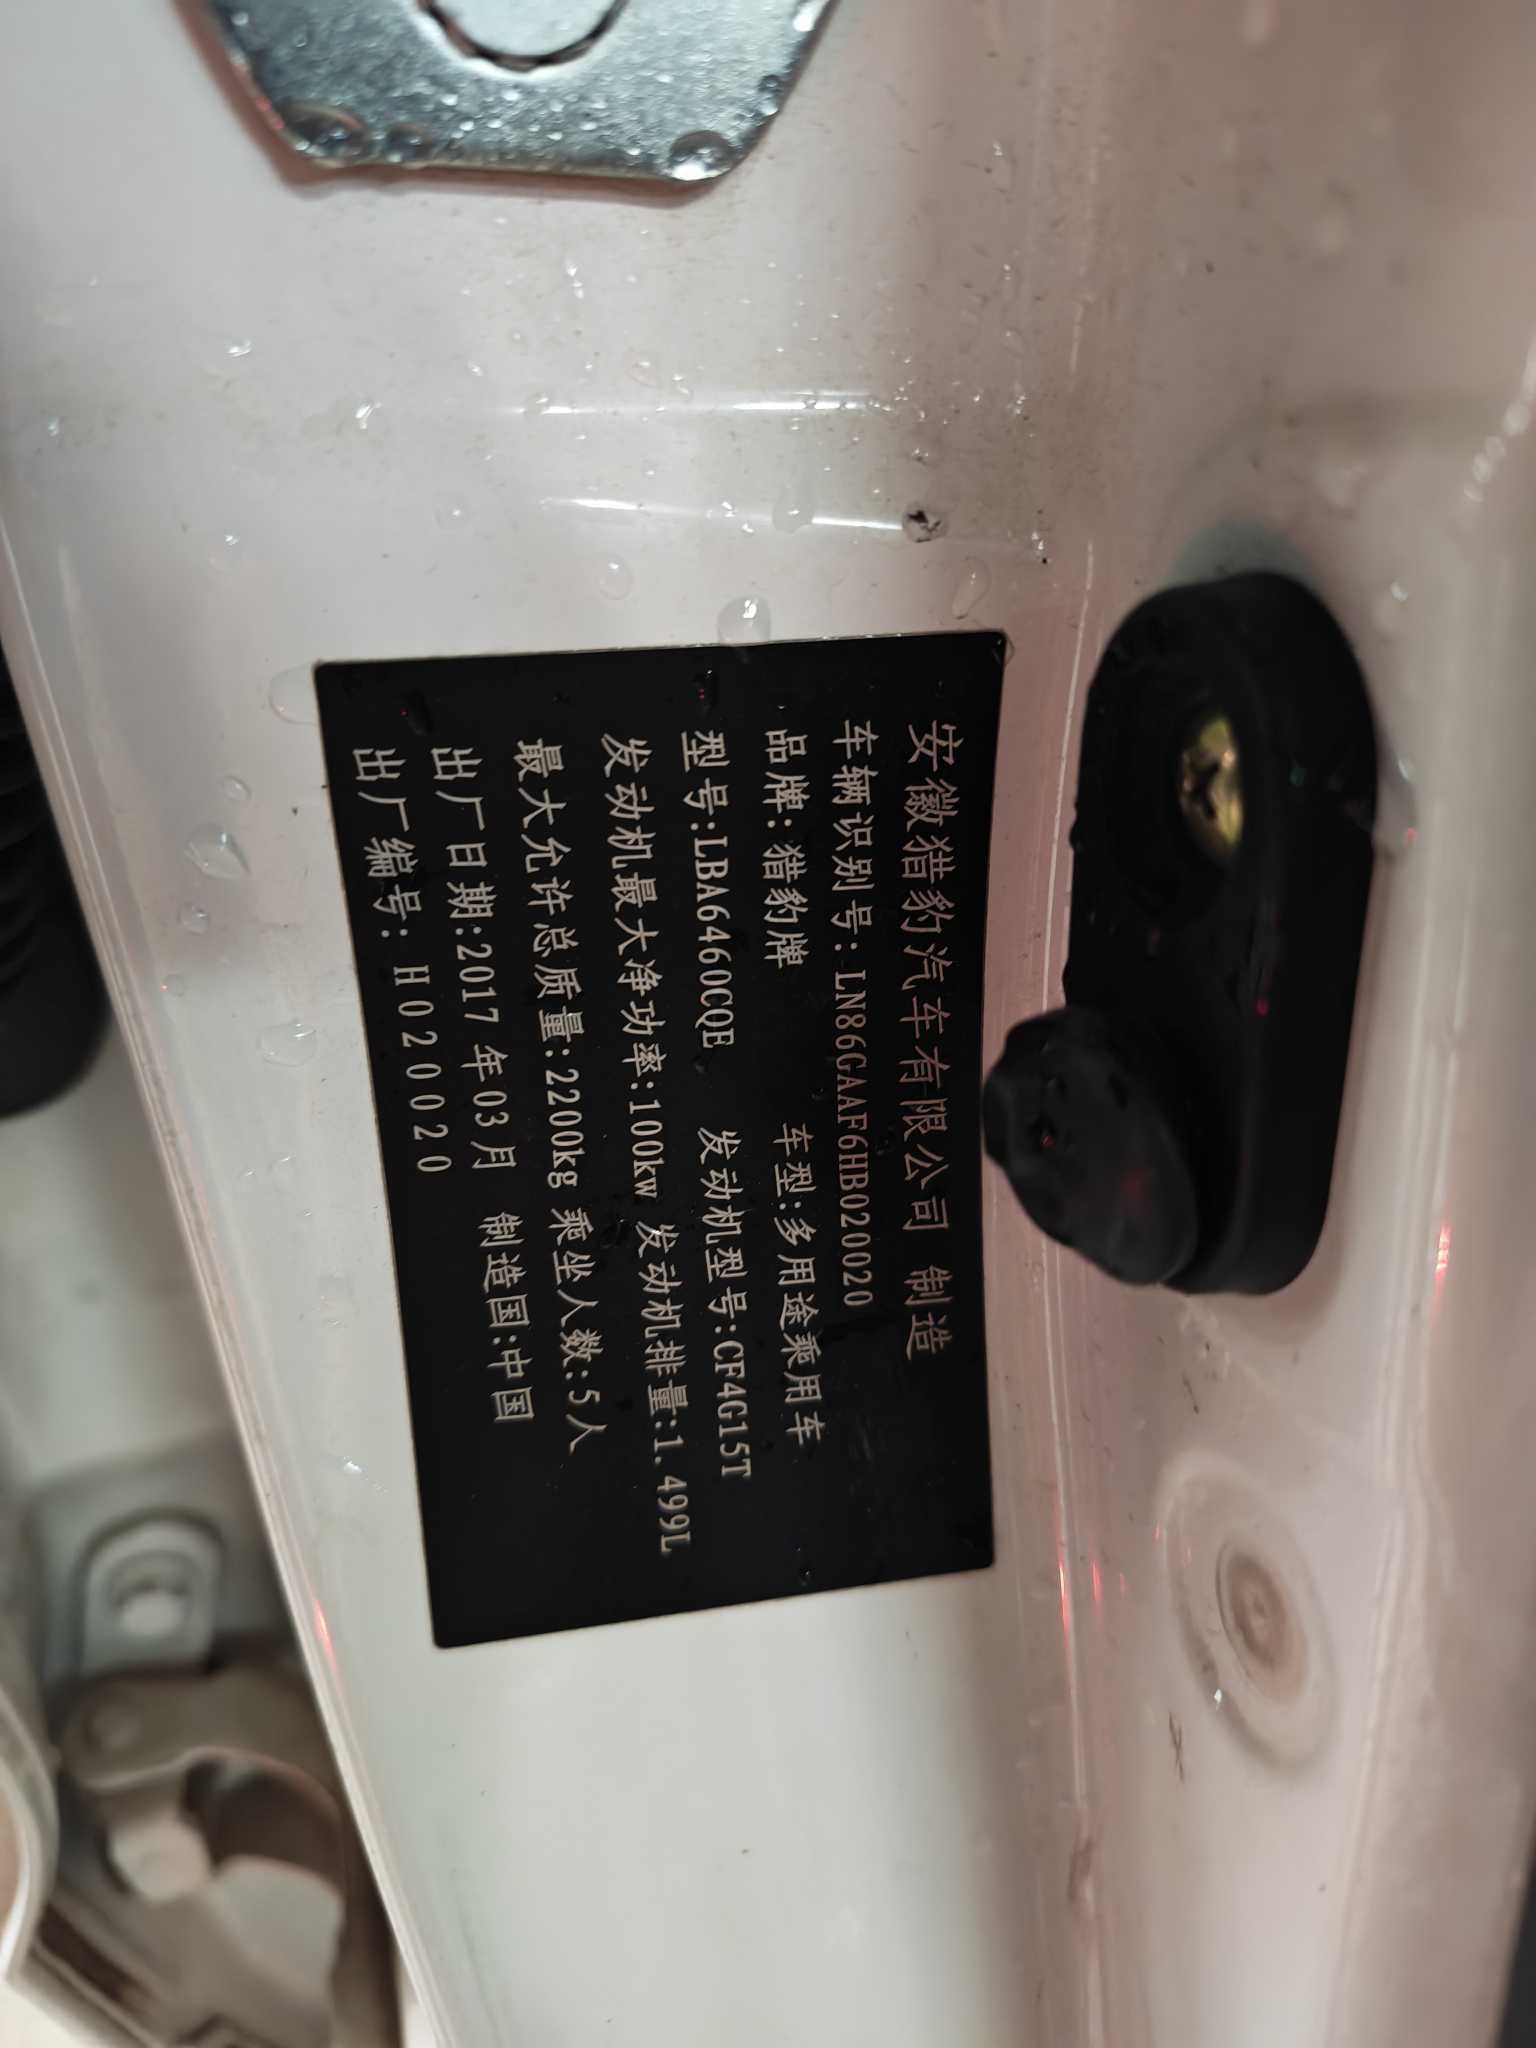 安徽猎豹汽车有限公司 制造
车辆识别号:LN86GAAF6HB020020
品牌:猎豹牌 车型:多用途乘用车
型号:LBA6460CQE 发动机型号:CF4G15T
发动机最大净功率:100kw 发动机排量:1.499L
最大允许总质量:2200kg 乘坐人数:5人
出厂日期:2017年03月 制造国:中国
出厂编号:H020020